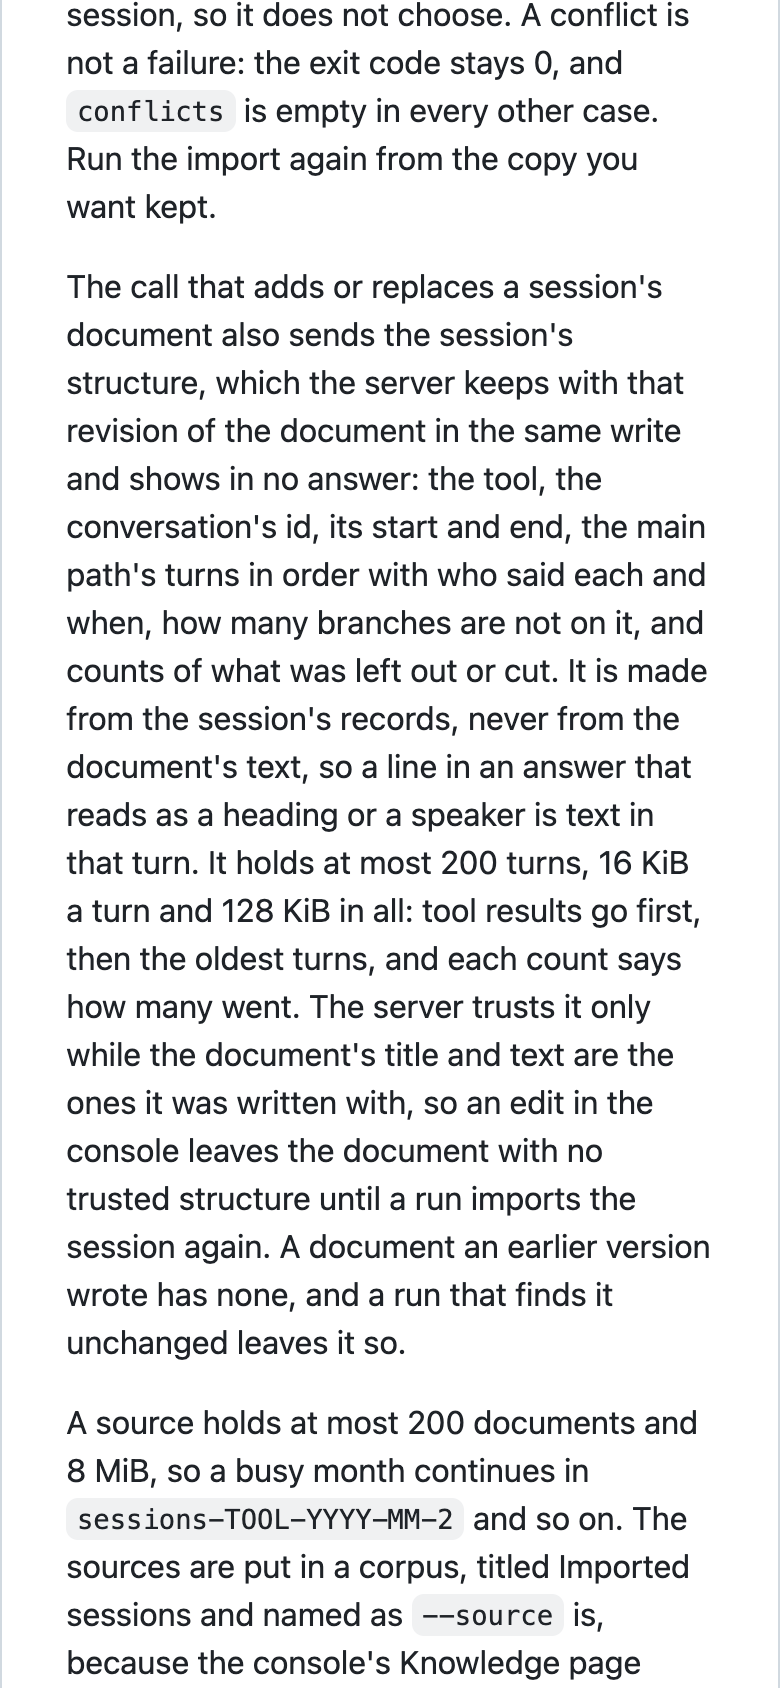 session, so it does not choose. A conflict is
not a failure: the exit code stays 0, and
conflicts is empty in every other case.
Run the import again from the copy you
want kept.
The call that adds or replaces a session's
document also sends the session's
structure, which the server keeps with that
revision of the document in the same write
and shows in no answer: the tool, the
conversation's id, its start and end, the main
path's turns in order with who said each and
when, how many branches are not on it, and
counts of what was left out or cut. It is made
from the session's records, never from the
document's text, so a line in an answer that
reads as a heading or a speaker is text in
that turn. It holds at most 200 turns, 16 KiB
a turn and 128 KiB in all: tool results go first,
then the oldest turns, and each count says
how many went. The server trusts it only
while the document's title and text are the
ones it was written with, so an edit in the
console leaves the document with no
trusted structure until a run imports the
session again. A document an earlier version
wrote has none, and a run that finds it
unchanged leaves it so.
A source holds at most 200 documents and
8 MiB, so a busy month continues in
sessions-TOOL-YYYY-MM-2 and so on. The
sources are put in a corpus, titled Imported
sessions and named as --source is,
because the console's Knowledge page